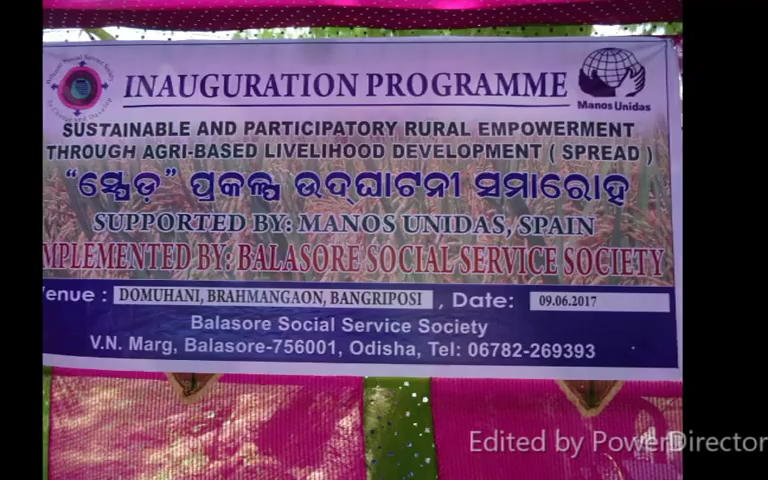 INAUGURATION PROGRAMME
Manos Unidas
SUSTAINABLE AND PARTICIPATORY RURAL EMPOWERMENT
THROUGH AGRI-BASED LIVELIHOOD DEVELOPMENT ( SPREAD )
“ସ୍ପ୍ରେଡ଼” ପ୍ରକଳ୍ପ ଉଦ୍‌ଘାଟନୀ ସମାରୋହ
SUPPORTED BY: MANOS UNIDAS, SPAIN
MPLEMENTED BY: BALASORE SOCIAL SERVICE SOCIETY
enue : DOMUHANI, BRAHMANGAON, BANGRIPOSI , Date: 09.06.2017
Balasore Social Service Society
V.N. Marg, Balasore-756001, Odisha, Tel: 06782-269393
Edited by PowerDirector